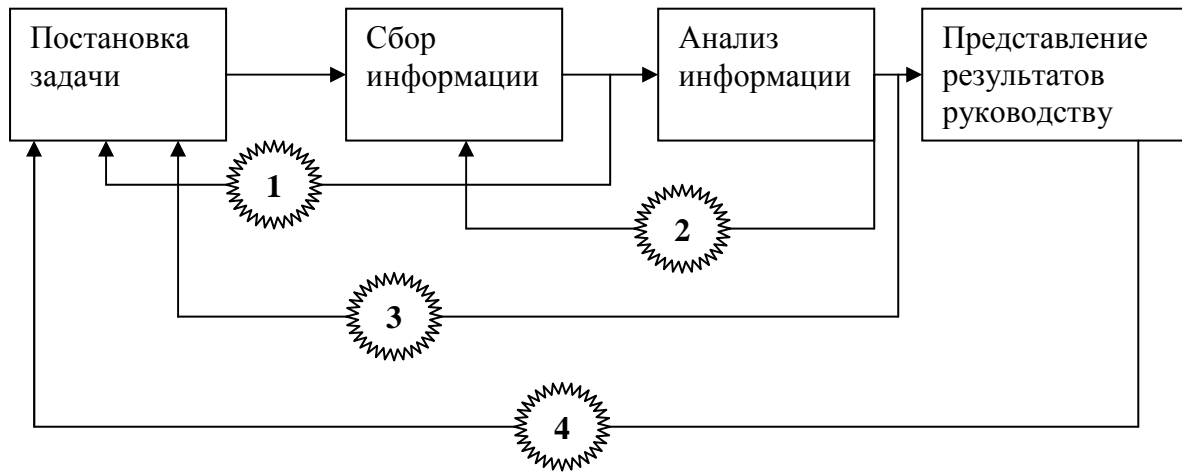 Постановка
задачи
Сбор
информации
Анализ
информации
Представление
результатов
руководству
1
2
3
4